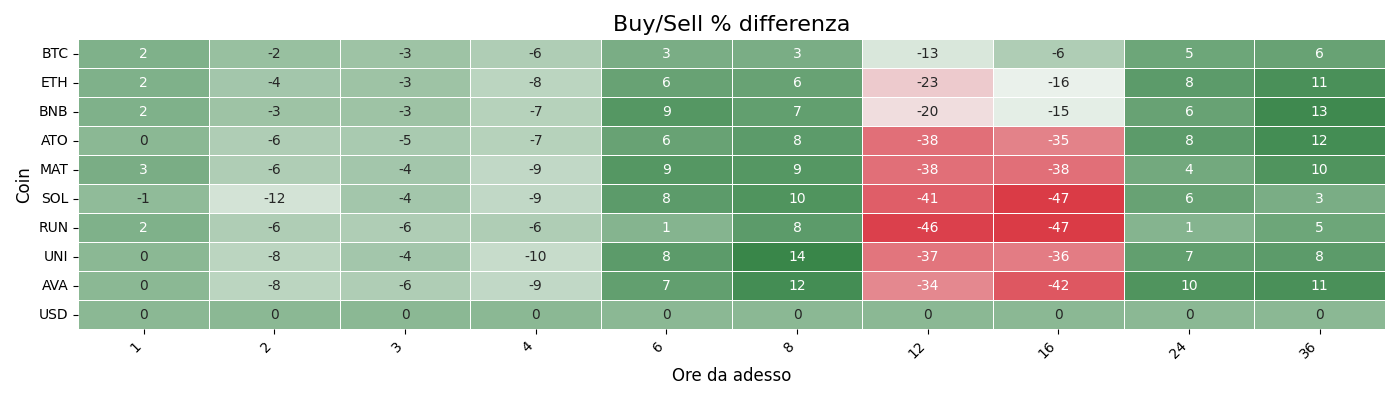 Buy/Sell % differenza
Coin
BTC 2 -2 -3 -6 3 3 -13 -6 5 6
ETH 2 -4 -3 -8 6 6 -23 -16 8 11
BNB 2 -3 -3 -7 9 7 -20 -15 6 13
ATO 0 -6 -5 -7 6 8 -38 -35 8 12
MAT 3 -6 -4 -9 9 9 -38 -38 4 10
SOL -1 -12 -4 -9 8 10 -41 -47 6 3
RUN 2 -6 -6 -6 1 8 -46 -47 1 5
UNI 0 -8 -4 -10 8 14 -37 -36 7 8
AVA 0 -8 -6 -9 7 12 -34 -42 10 11
USD 0 0 0 0 0 0 0 0 0 0
1 2 3 4 6 8 12 16 24 36
Ore da adesso